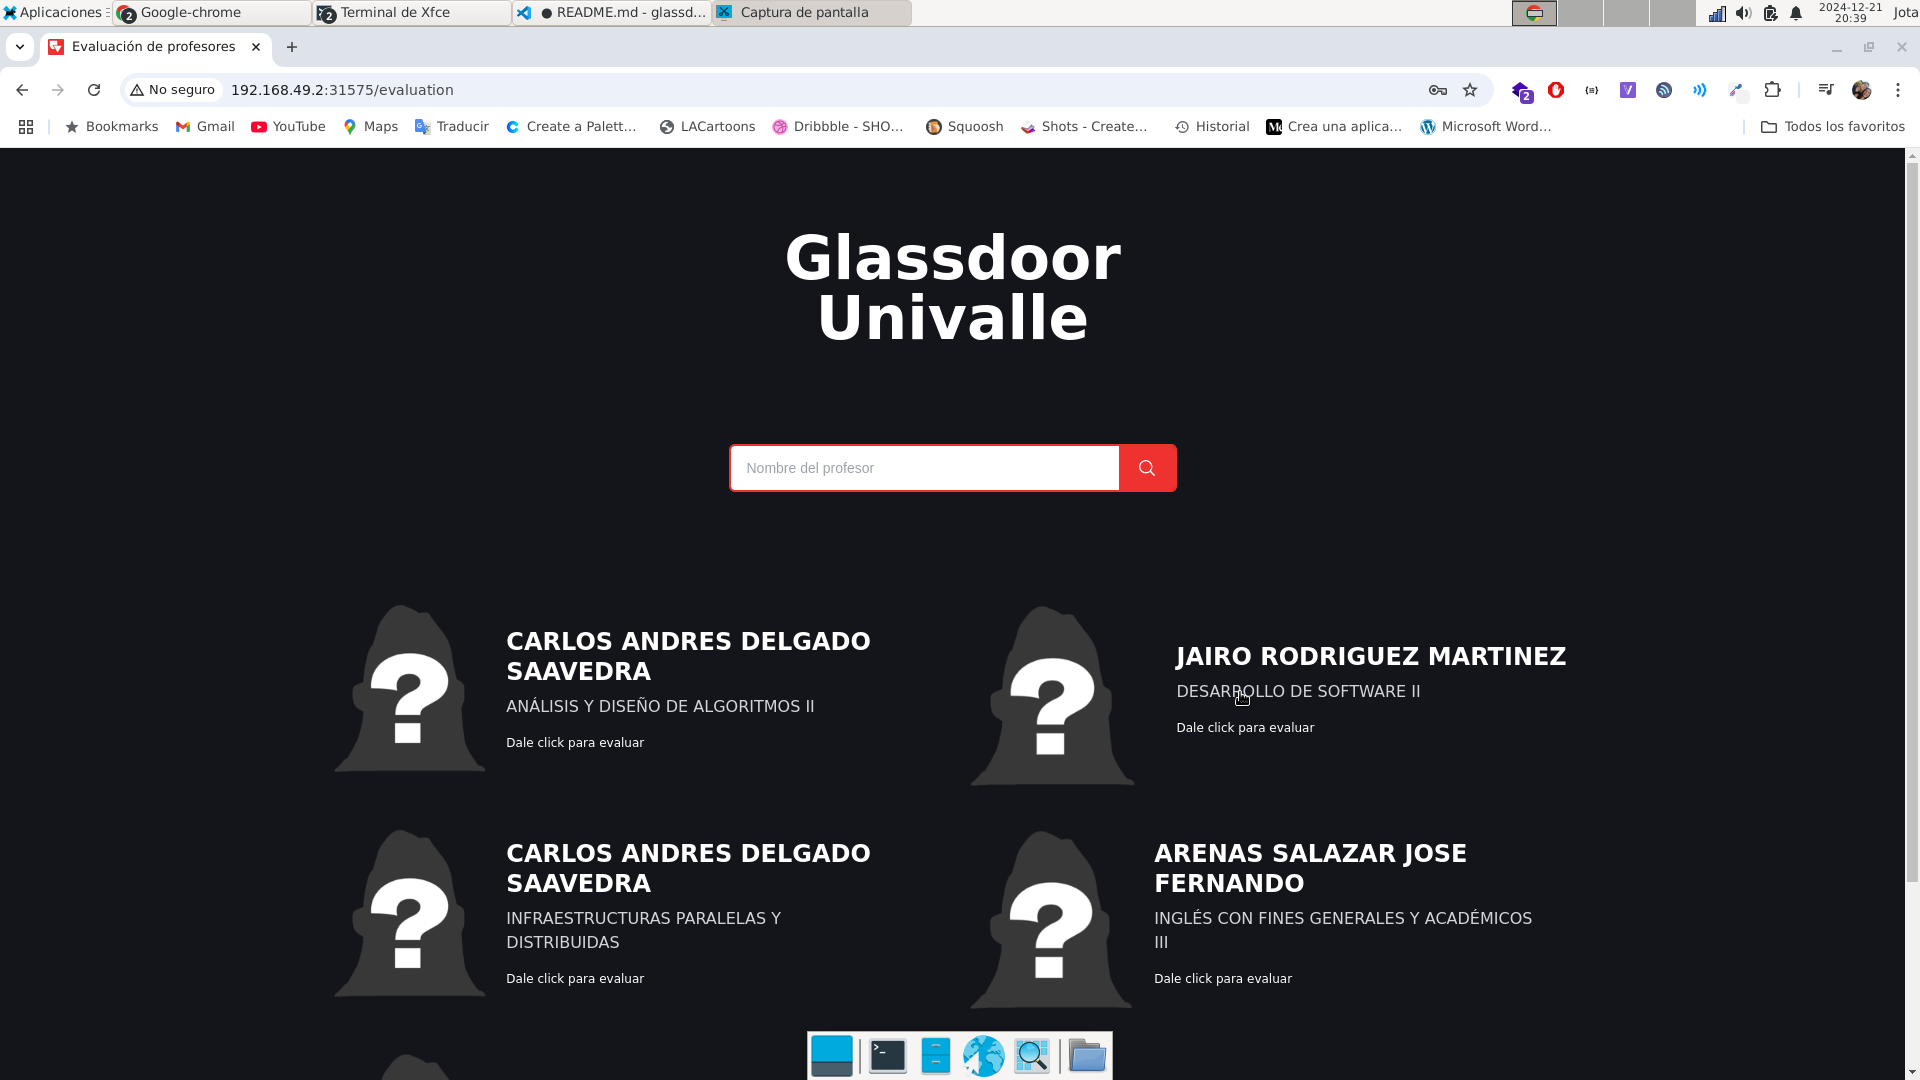 Aplicaciones
2 Google-chrome
2 Terminal de Xfce
● README.md - glassd...
Captura de pantalla
2024-12-21
20:39
Jota
Evaluación de profesores
No seguro
192.168.49.2:31575/evaluation
2
Bookmarks
Gmail
YouTube
Maps
Traducir
Create a Palett...
LACartoons
Dribbble - SHO...
Squoosh
Shots - Create...
Historial
Crea una aplica...
Microsoft Word...
Todos los favoritos
Glassdoor
Univalle
Nombre del profesor
CARLOS ANDRES DELGADO
SAAVEDRA
ANÁLISIS Y DISEÑO DE ALGORITMOS II
Dale click para evaluar
JAIRO RODRIGUEZ MARTINEZ
DESARROLLO DE SOFTWARE II
Dale click para evaluar
CARLOS ANDRES DELGADO
SAAVEDRA
INFRAESTRUCTURAS PARALELAS Y
DISTRIBUIDAS
Dale click para evaluar
ARENAS SALAZAR JOSE
FERNANDO
INGLÉS CON FINES GENERALES Y ACADÉMICOS
III
Dale click para evaluar